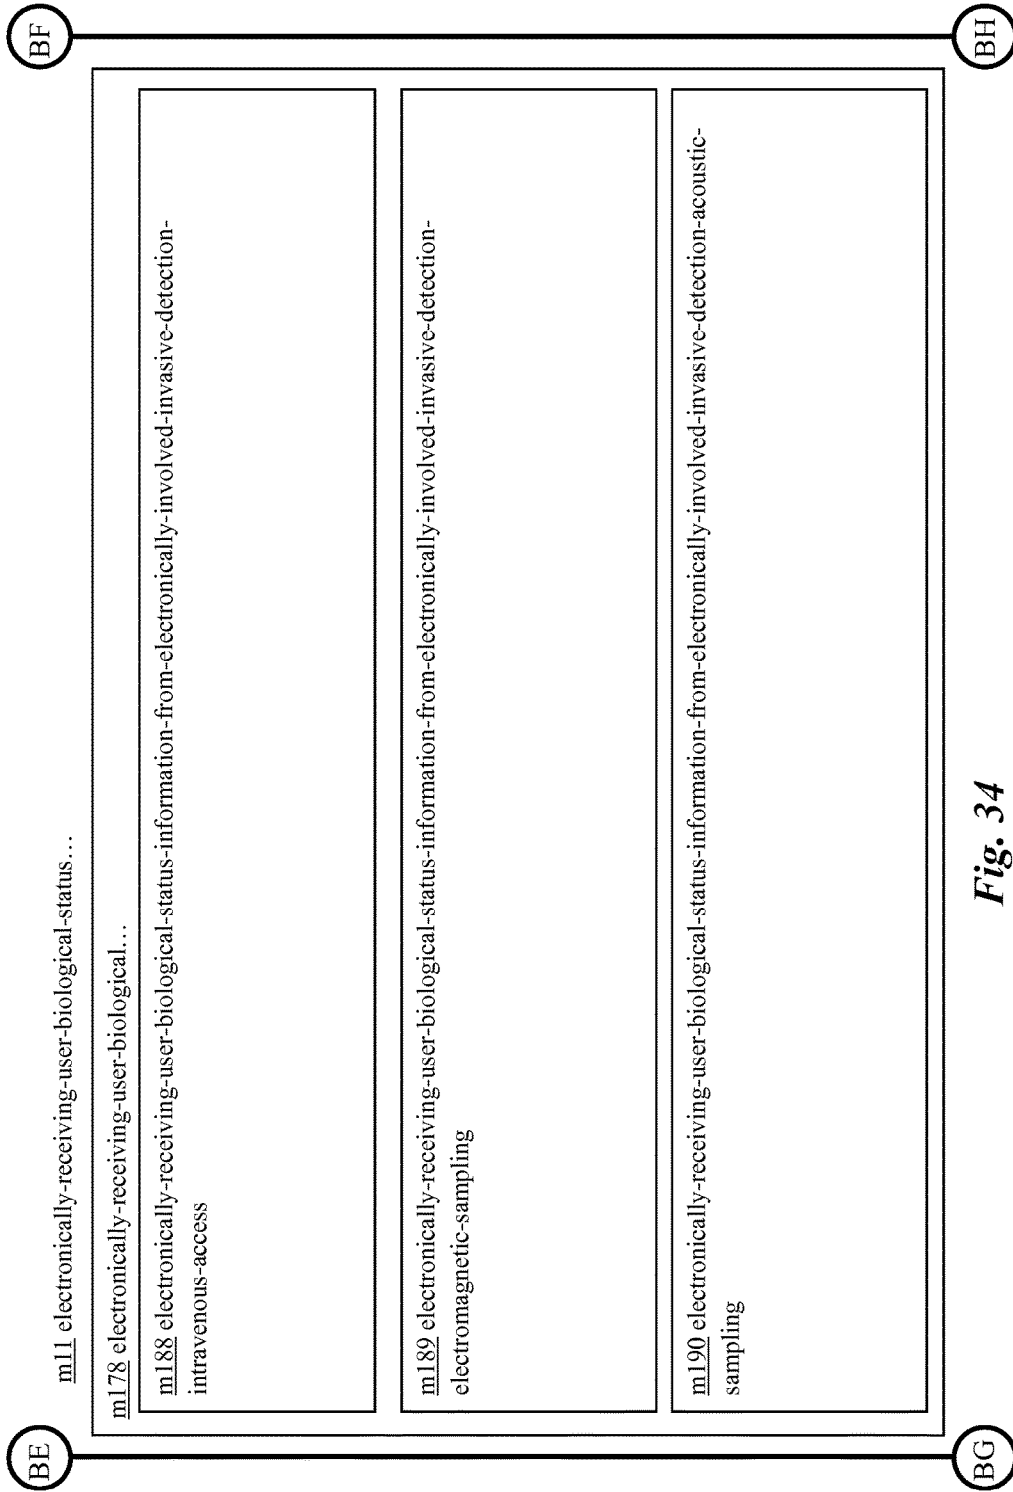 BE
BF
m11 electronically-receiving-user-biological-status…
m178 electronically-receiving-user-biological…
m188 electronically-receiving-user-biological-status-information-from-electronically-involved-invasive-detection-
intravenous-access
m189 electronically-receiving-user-biological-status-information-from-electronically-involved-invasive-detection-
electromagnetic-sampling
m190 electronically-receiving-user-biological-status-information-from-electronically-involved-invasive-detection-acoustic-
sampling
BG
BH
Fig. 34